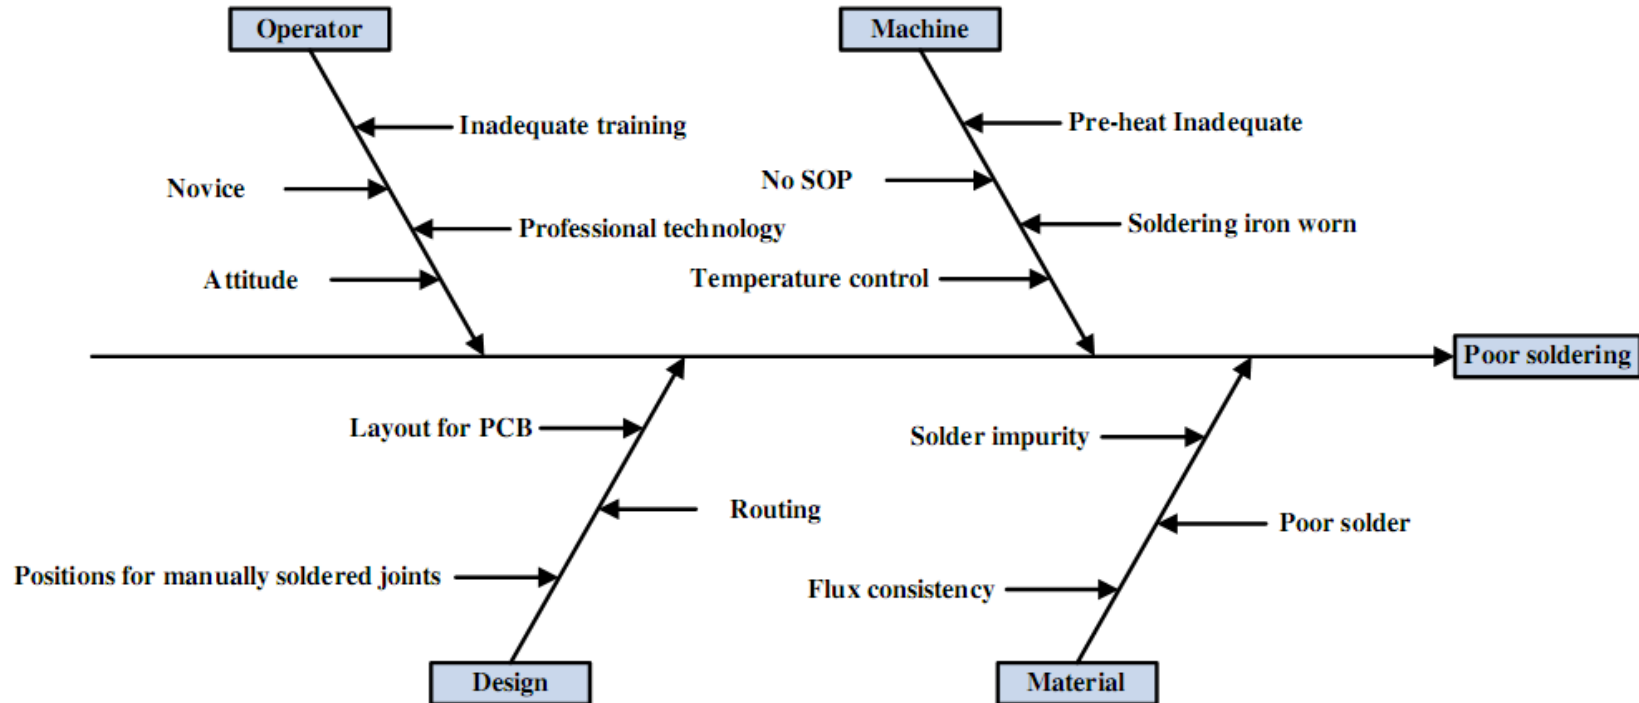 Operator
Machine
Inadequate training
Pre-heat Inadequate
Novice
No SOP
Professional technology
Soldering iron worn
Attitude
Temperature control
Poor soldering
Layout for PCB
Solder impurity
Routing
Poor solder
Positions for manually soldered joints
Flux consistency
Design
Material